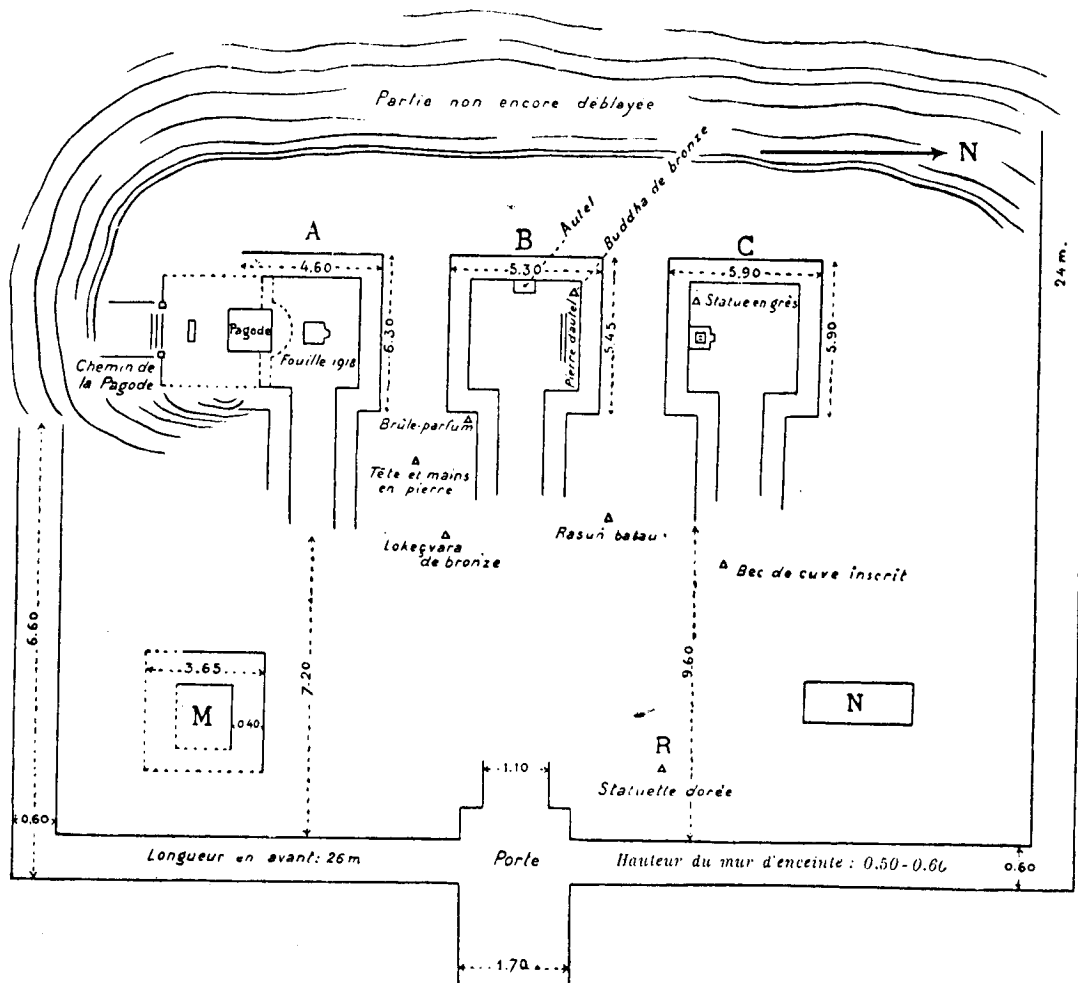 Partie non encore déblayée
N
Buddha de bronze
Autel
A
B
C
4.60
5.30
5.90
24 m.
6.30
5.45
5.90
Statue en grès
Pierre d'autel
Pagode
Fouille 1918
Chemin de
la Pagode
Brûle-parfum
Tête et mains
en pierre
Lokeçvara
de bronze
Rasun batau
Bec de cuve inscrit
6.60
7.20
9.60
3.65
M
0.40
N
R
Statuette dorée
1.10
0.60
Longueur en avant: 26 m
Porte
Hauteur du mur d'enceinte : 0.50-0.60
0.60
1.70